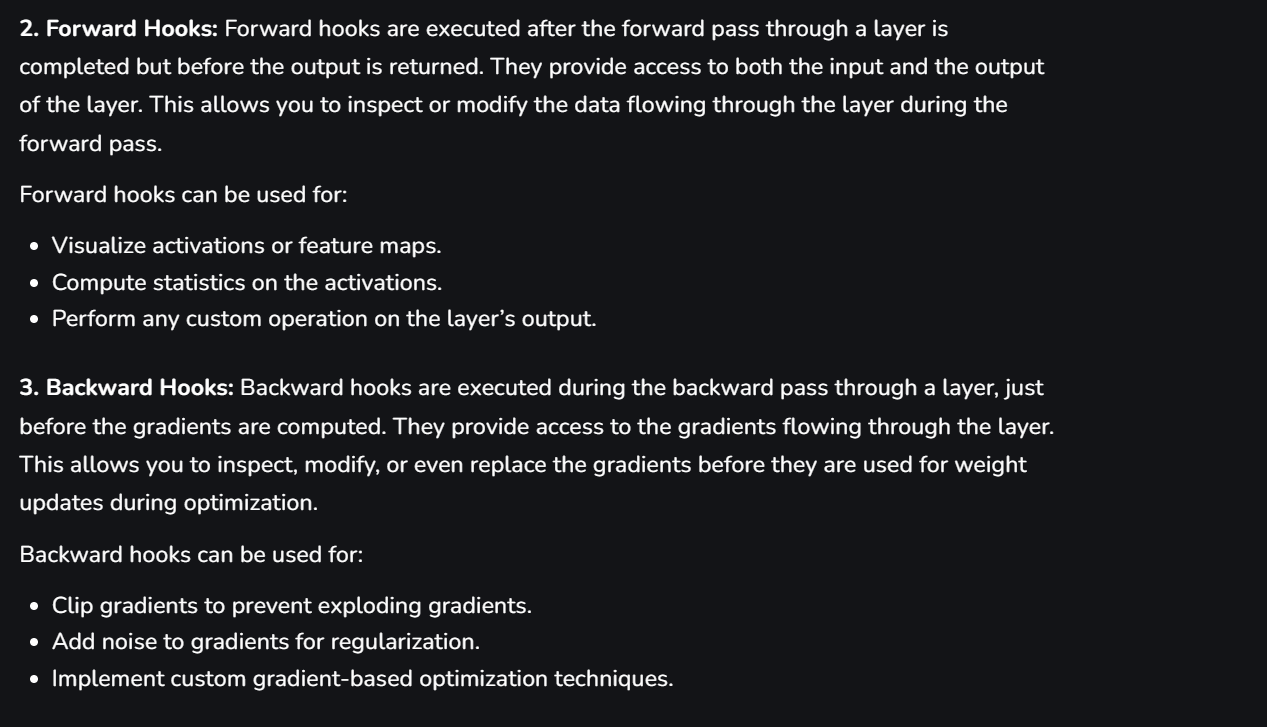 2. Forward Hooks: Forward hooks are executed after the forward pass through a layer is
completed but before the output is returned. They provide access to both the input and the output
of the layer. This allows you to inspect or modify the data flowing through the layer during the
forward pass.
Forward hooks can be used for:
• Visualize activations or feature maps.
• Compute statistics on the activations.
• Perform any custom operation on the layer’s output.
3. Backward Hooks: Backward hooks are executed during the backward pass through a layer, just
before the gradients are computed. They provide access to the gradients flowing through the layer.
This allows you to inspect, modify, or even replace the gradients before they are used for weight
updates during optimization.
Backward hooks can be used for:
• Clip gradients to prevent exploding gradients.
• Add noise to gradients for regularization.
• Implement custom gradient-based optimization techniques.